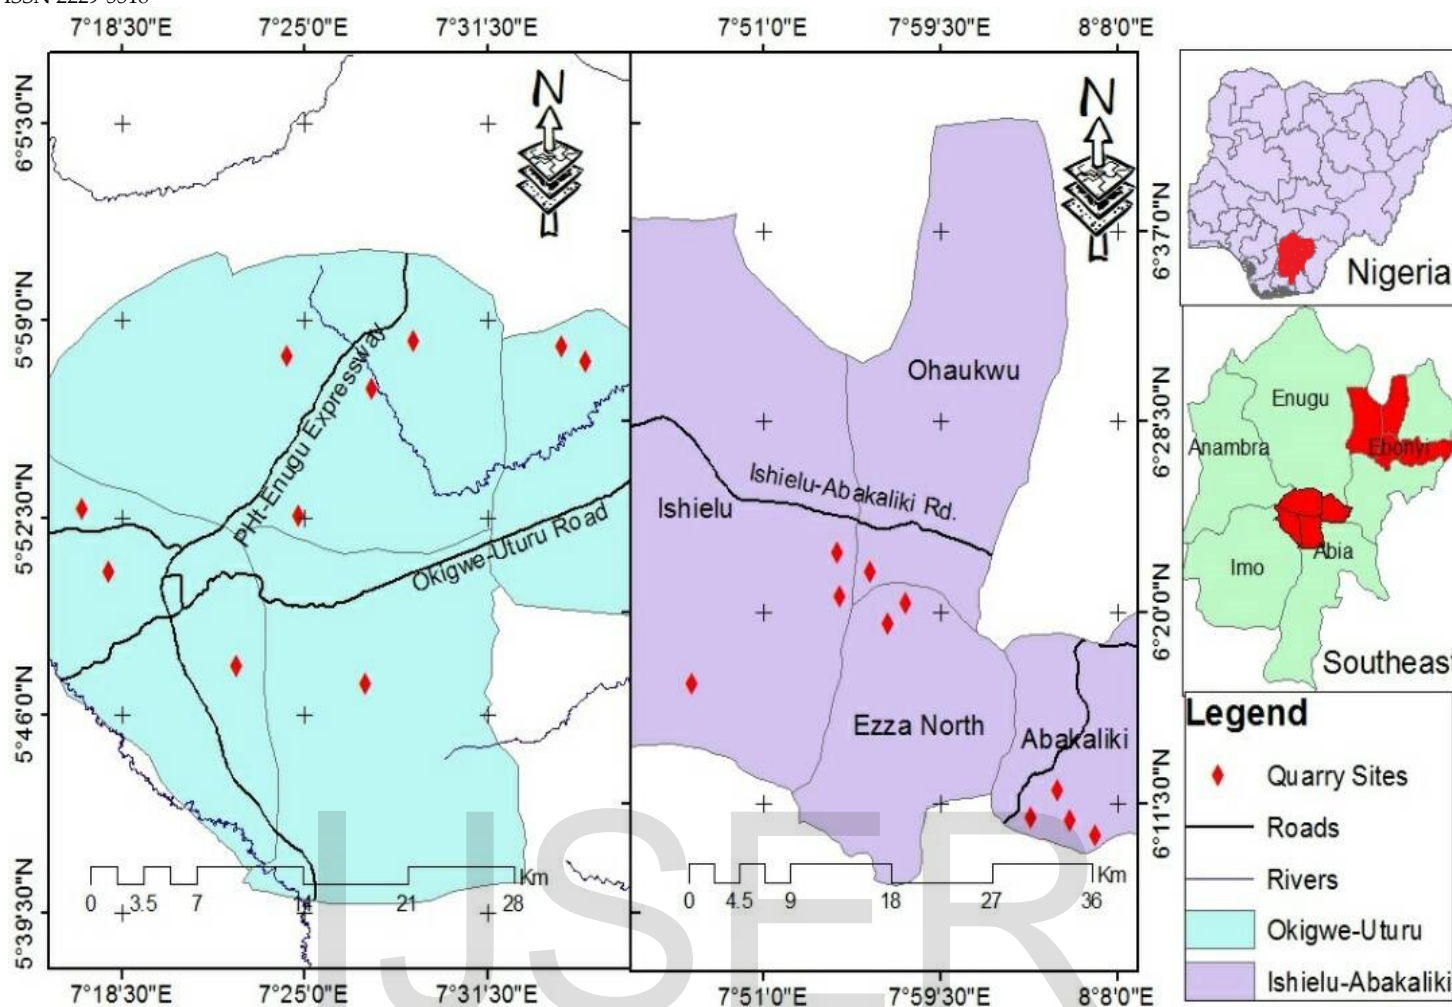 ISSN 2229-5518
7°18'30"E 7°25'0"E 7°31'30"E 7°51'0"E 7°59'30"E 8°8'0"E
6°5'30"N
5°59'0"N
5°52'30"N
5°46'0"N
5°39'30"N
N
PHt-Enugu Expressway
Okigwe-Uturu Road
0 3.5 7 14 21 28
Km
N
Ohaukwu
Ishielu-Abakaliki Rd.
Ishielu
Ezza North
Abakaliki
0 4.5 9 18 27 36
Km
6°37'0"N
6°28'30"N
6°20'0"N
6°11'30"N
7°18'30"E 7°25'0"E 7°31'30"E 7°51'0"E 7°59'30"E 8°8'0"E
Nigeria
Enugu
Anambra
Ebonyi
Imo
Abia
Southeast
Legend
Quarry Sites
Roads
Rivers
Okigwe-Uturu
Ishielu-Abakaliki
IJSER